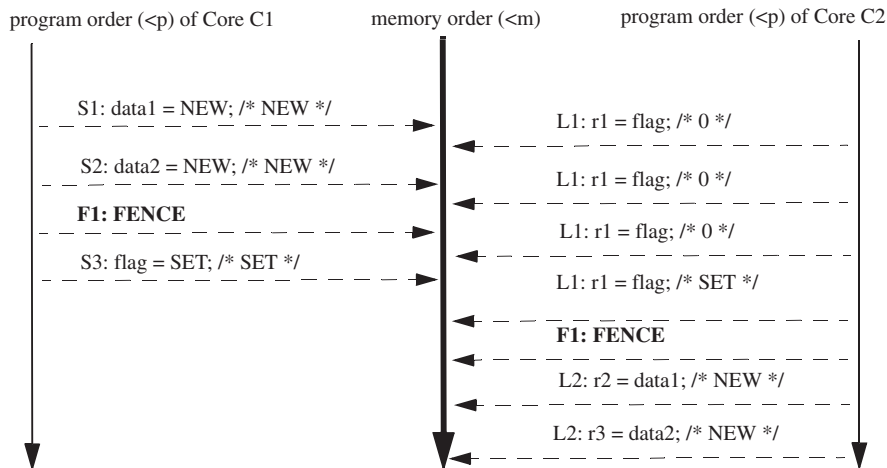 program order (<p) of Core C1
memory order (<m)
program order (<p) of Core C2
S1: data1 = NEW; /* NEW */
S2: data2 = NEW; /* NEW */
F1: FENCE
S3: flag = SET; /* SET */
L1: r1 = flag; /* 0 */
L1: r1 = flag; /* 0 */
L1: r1 = flag; /* 0 */
L1: r1 = flag; /* SET */
F1: FENCE
L2: r2 = data1; /* NEW */
L2: r3 = data2; /* NEW */